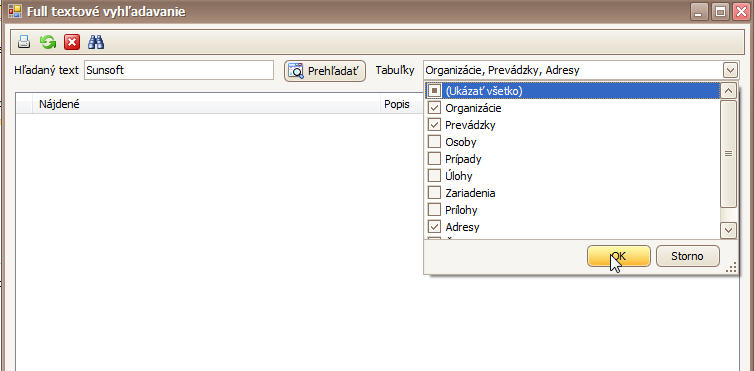 Full textové vyhľadavanie
Hľadaný text Sunsoft Prehľadať Tabuľky Organizácie, Prevádzky, Adresy
Nájdené Popis
(Ukázať všetko)
Organizácie
Prevádzky
Osoby
Prípady
Úlohy
Zariadenia
Prílohy
Adresy
OK Storno